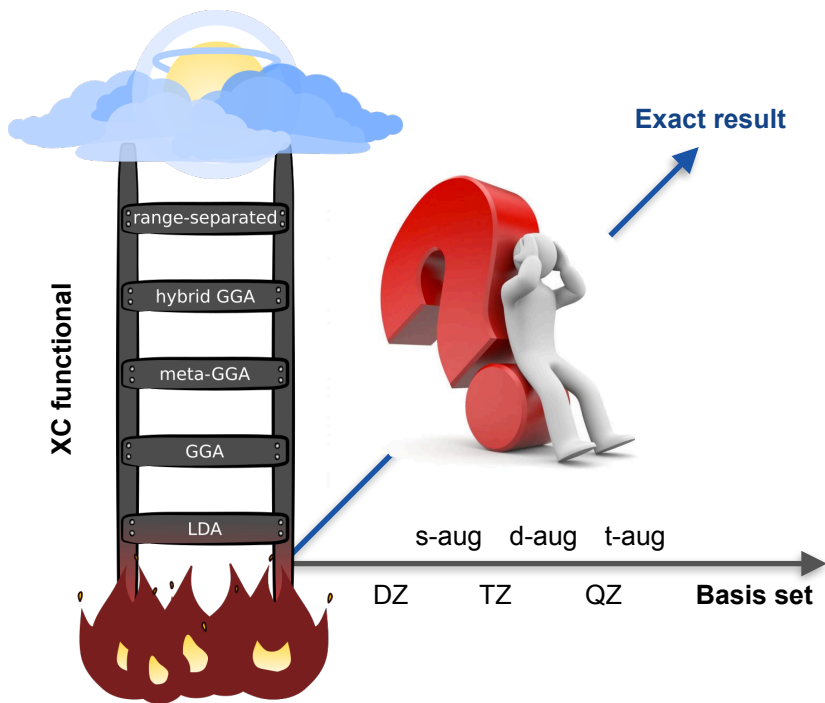 Exact result
range-separated
hybrid GGA
meta-GGA
GGA
LDA
XC functional
s-aug d-aug t-aug
DZ TZ QZ Basis set